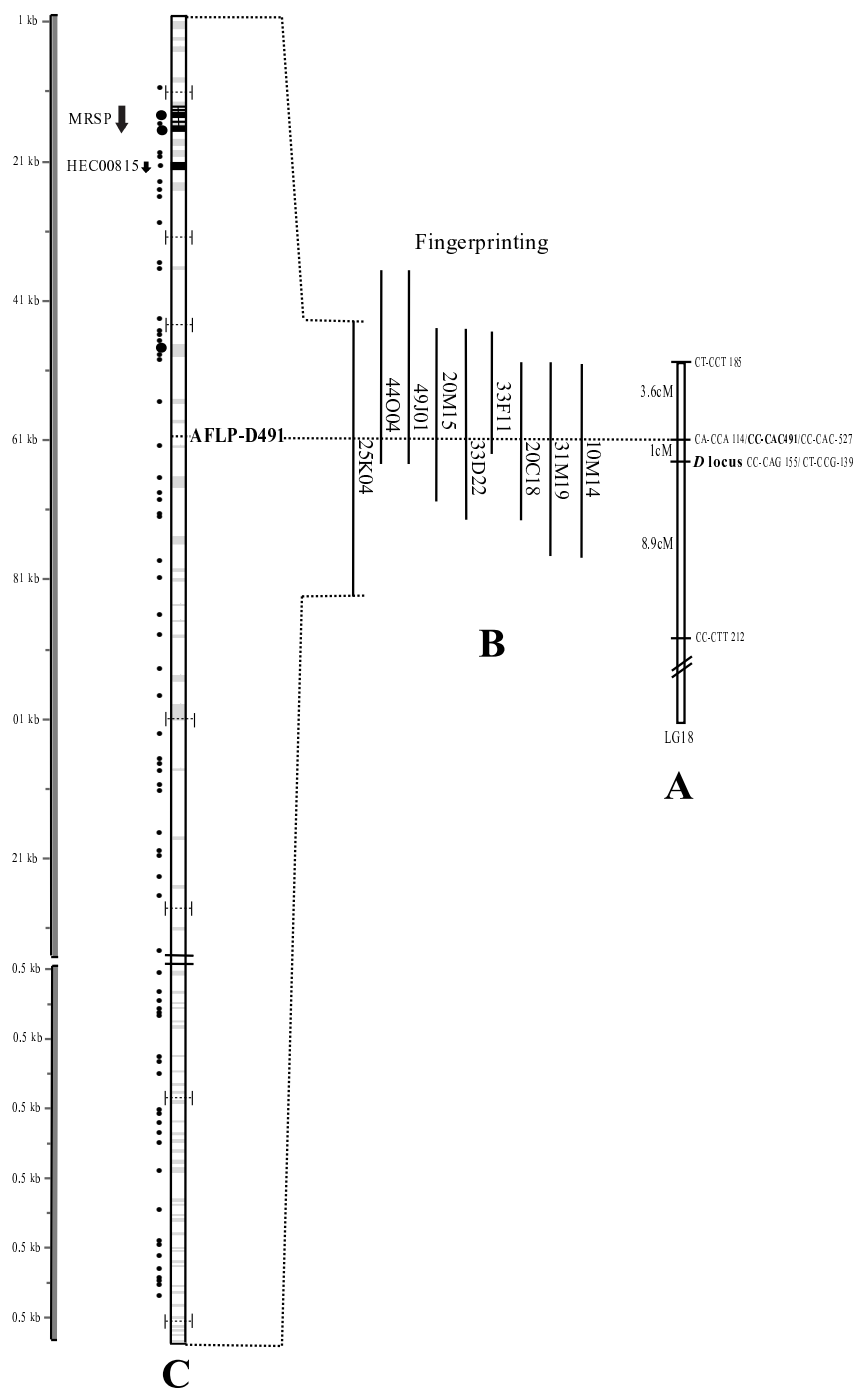 1 kb
MRSP
21 kb
HEC00815
41 kb
61 kb
81 kb
01 kb
21 kb
0.5 kb
0.5 kb
0.5 kb
0.5 kb
0.5 kb
0.5 kb
AFLP-D491
C
Fingerprinting
25K04
44O04
49J01
20M15
33D22
33F11
20C18
31M19
10M14
B
CT-CCT 185
3.6cM
CA-CCA 114/CC-CAC491/CC-CAC-527
1cM
D locus CC-CAG 155/ CT-CCG-139
8.9cM
CC-CTT 212
LG18
A